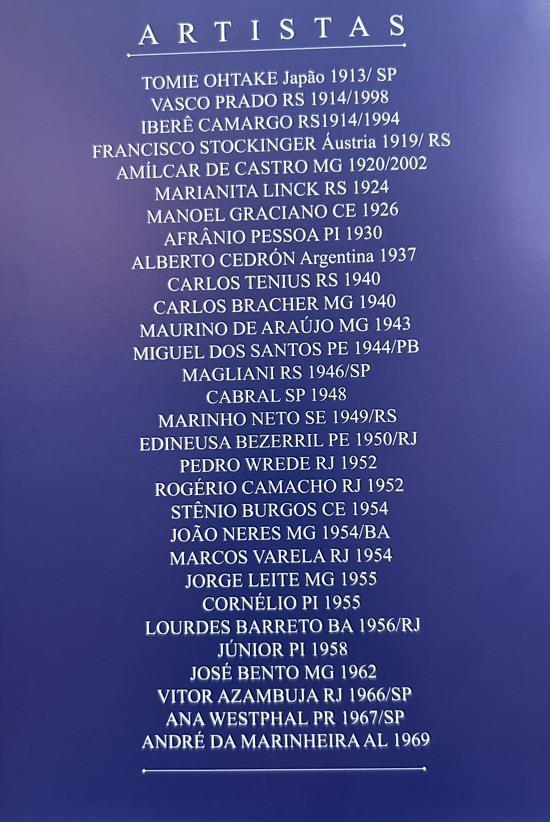 ARTISTAS
TOMIE OHTAKE Japão 1913/ SP
VASCO PRADO RS 1914/1998
IBERÊ CAMARGO RS1914/1994
FRANCISCO STOCKINGER Áustria 1919/ RS
AMÍLCAR DE CASTRO MG 1920/2002
MARIANITA LINCK RS 1924
MANOEL GRACIANO CE 1926
AFRÂNIO PESSOA PI 1930
ALBERTO CEDRÓN Argentina 1937
CARLOS TENIUS RS 1940
CARLOS BRACHER MG 1940
MAURINO DE ARAÚJO MG 1943
MIGUEL DOS SANTOS PE 1944/PB
MAGLIANI RS 1946/SP
CABRAL SP 1948
MARINHO NETO SE 1949/RS
EDINEUSA BEZERRIL PE 1950/RJ
PEDRO WREDE RJ 1952
ROGÉRIO CAMACHO RJ 1952
STÊNIO BURGOS CE 1954
JOÃO NERES MG 1954/BA
MARCOS VARELA RJ 1954
JORGE LEITE MG 1955
CORNÉLIO PI 1955
LOURDES BARRETO BA 1956/RJ
JÚNIOR PI 1958
JOSÉ BENTO MG 1962
VITOR AZAMBUJA RJ 1966/SP
ANA WESTPHAL PR 1967/SP
ANDRÉ DA MARINHEIRA AL 1969